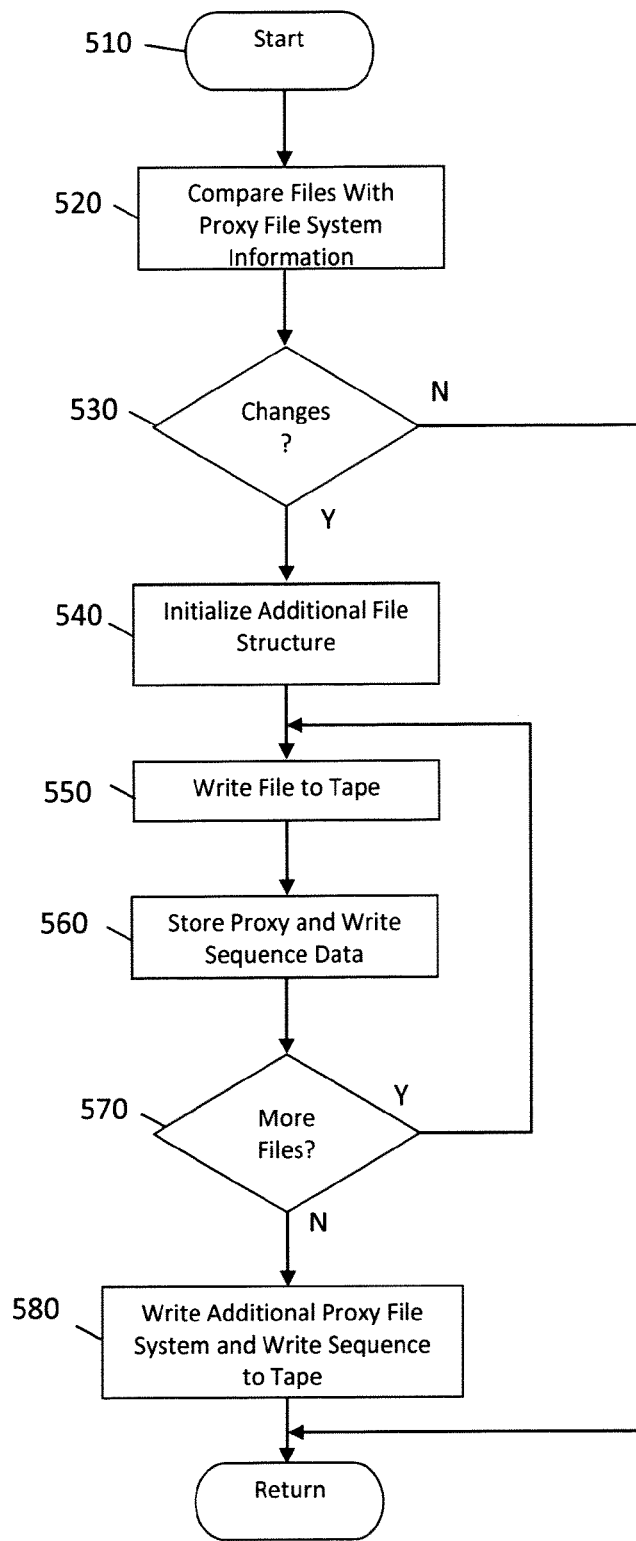 510
Start
520
Compare Files With
Proxy File System
Information
530
Changes
?
N
Y
540
Initialize Additional File
Structure
550
Write File to Tape
560
Store Proxy and Write
Sequence Data
570
More
Files?
Y
N
580
Write Additional Proxy File
System and Write Sequence
to Tape
Return